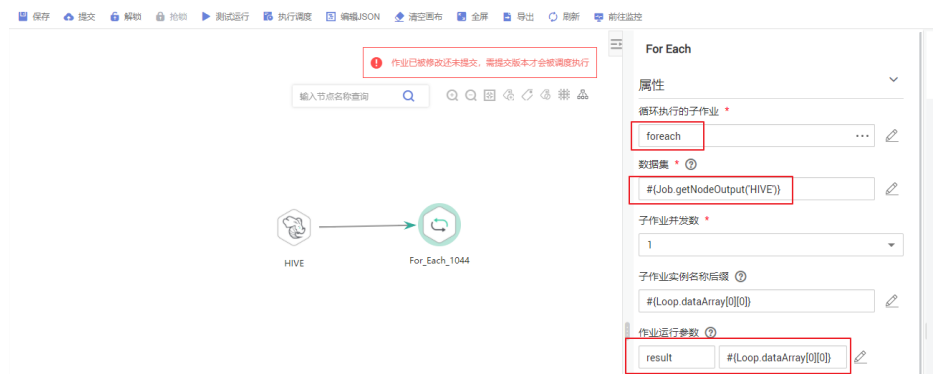 保存 提交 解锁 抢锁 测试运行 执行调度 编辑JSON 清空画布 全屏 导出 刷新 前往监控
作业已被修改还未提交，需提交版本才会被调度执行
输入节点名称查询
HIVE
For_Each_1044
For Each
属性
循环执行的子作业 *
foreach ...
数据集 *
#{Job.getNodeOutput('HIVE')}
子作业并发数 *
1
子作业实例名称后缀
#{Loop.dataArray[0][0]}
作业运行参数
result #{Loop.dataArray[0][0]}